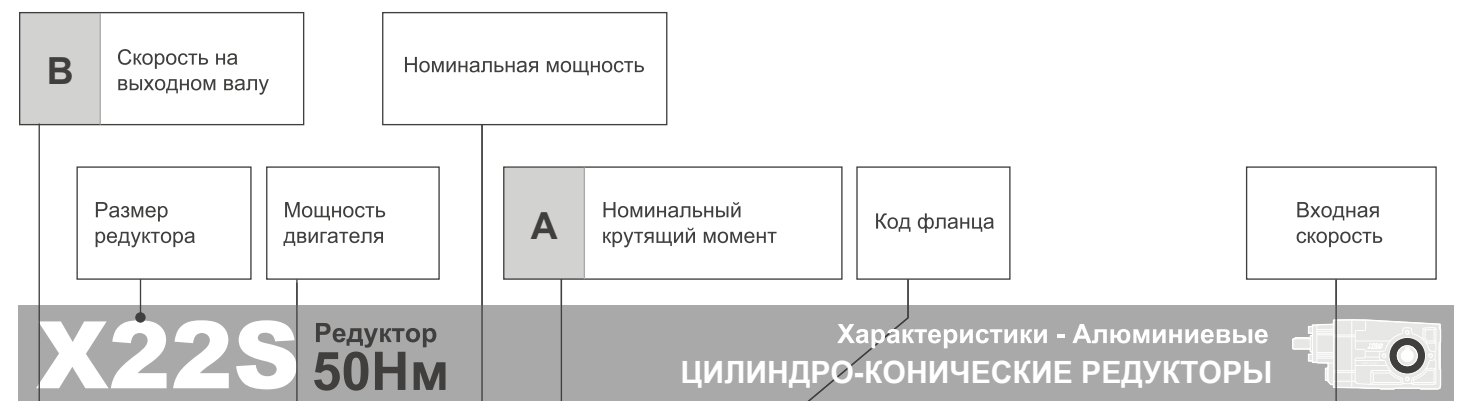 B
Скорость на
выходном валу
Номинальная мощность
Размер
редуктора
Мощность
двигателя
A
Номинальный
крутящий момент
Код фланца
Входная
скорость
X22S
Редуктор
50Нм
Характеристики - Алюминиевые
ЦИЛИНДРО-КОНИЧЕСКИЕ РЕДУКТОРЫ